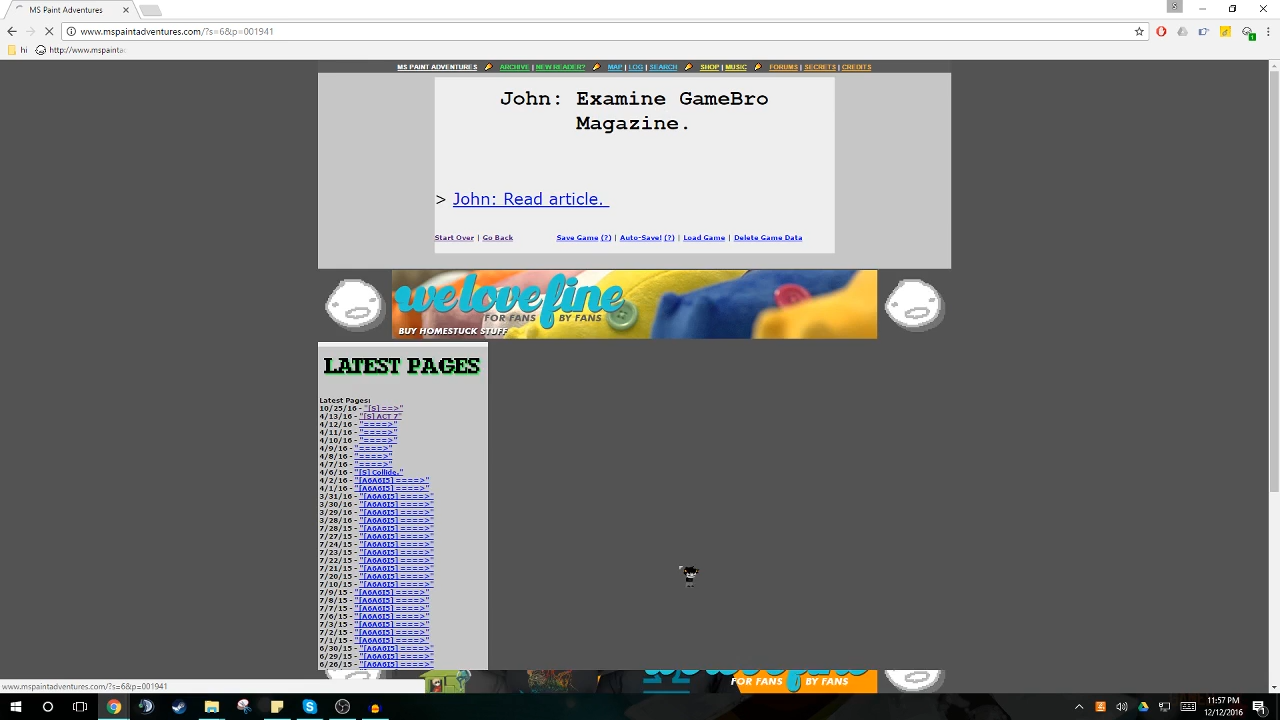 MS Paint Adventures
www.mspaintadventures.com/?s=6&p=001941
hi
http://www.mspainta
MS PAINT ADVENTURES ARCHIVE | NEW READER? MAP | LOG | SEARCH SHOP | MUSIC FORUMS | SECRETS | CREDITS
John: Examine GameBro
Magazine.
> John: Read article.
Start Over | Go Back Save Game (?) | Auto-Save! (?) | Load Game | Delete Game Data
welovefine
FOR FANS BY FANS
BUY HOMESTUCK STUFF
LATEST PAGES
Latest Pages:
10/25/16 - "[S] ==>"
4/13/16 - "[S] ACT 7"
4/12/16 - "====>"
4/11/16 - "====>"
4/10/16 - "====>"
4/9/16 - "====>"
4/8/16 - "====>"
4/7/16 - "====>"
4/6/16 - "[S] Collide."
4/2/16 - "[A6A6I5] ====>"
4/1/16 - "[A6A6I5] ====>"
3/31/16 - "[A6A6I5] ====>"
3/30/16 - "[A6A6I5] ====>"
3/29/16 - "[A6A6I5] ====>"
3/28/16 - "[A6A6I5] ====>"
7/28/15 - "[A6A6I5] ====>"
7/27/15 - "[A6A6I5] ====>"
7/24/15 - "[A6A6I5] ====>"
7/23/15 - "[A6A6I5] ====>"
7/22/15 - "[A6A6I5] ====>"
7/21/15 - "[A6A6I5] ====>"
7/20/15 - "[A6A6I5] ====>"
7/10/15 - "[A6A6I5] ====>"
7/9/15 - "[A6A6I5] ====>"
7/8/15 - "[A6A6I5] ====>"
7/7/15 - "[A6A6I5] ====>"
7/6/15 - "[A6A6I5] ====>"
7/3/15 - "[A6A6I5] ====>"
7/2/15 - "[A6A6I5] ====>"
7/1/15 - "[A6A6I5] ====>"
6/30/15 - "[A6A6I5] ====>"
6/29/15 - "[A6A6I5] ====>"
6/26/15 - "[A6A6I5] ====>"
FOR FANS BY FANS
www.mspaintadventures.com/?s=6&p=001941
11:57 PM
12/12/2016